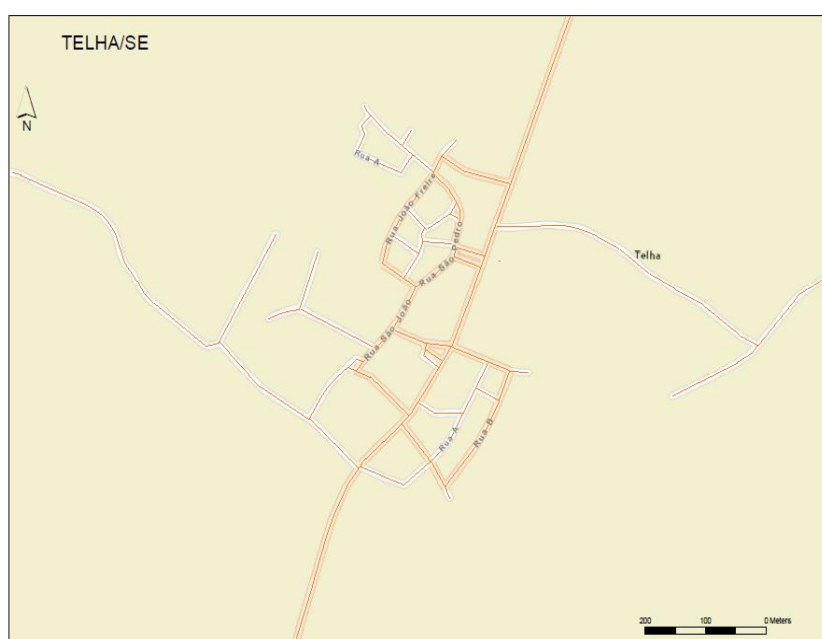 TELHA/SE
N
Rua A
Rua João Freire
Rua São Pedro
Telha
Rua São João
Rua A
Rua B
200 100 0 Meters